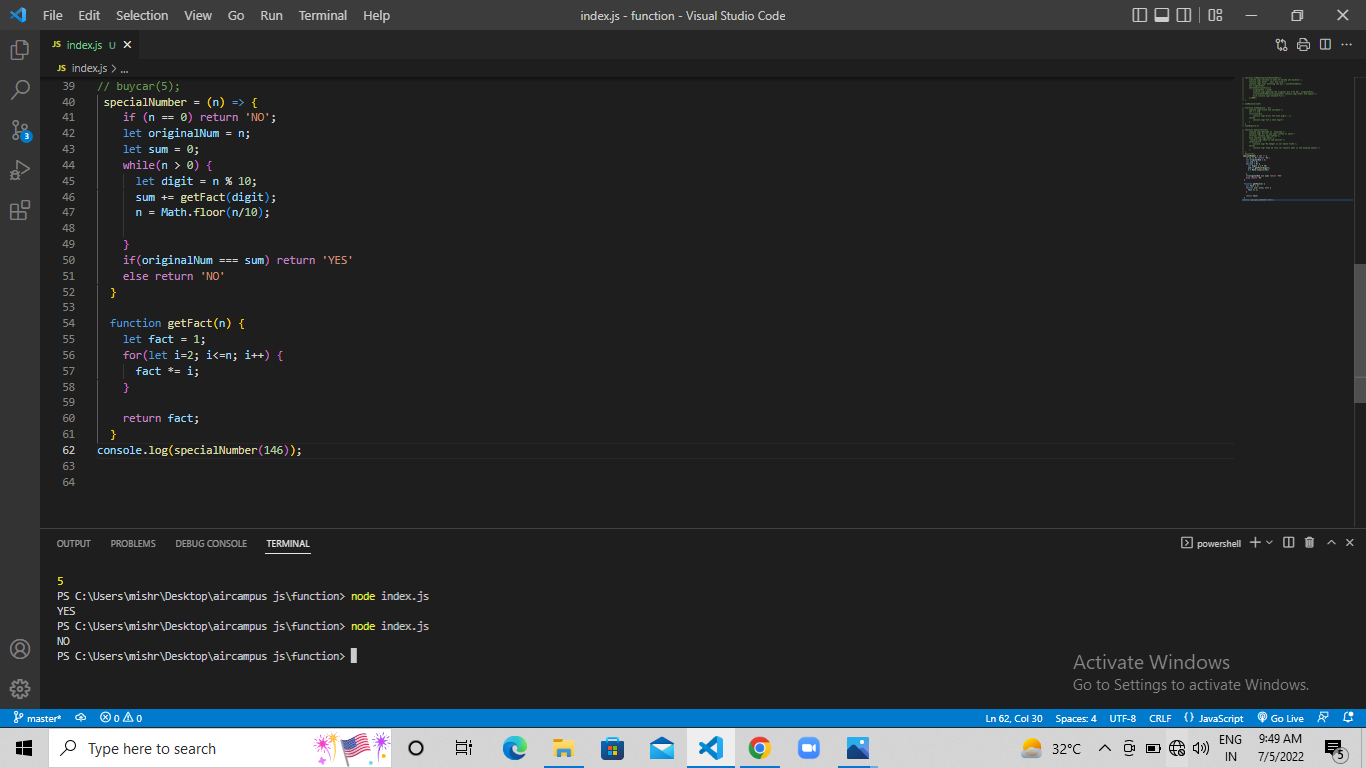 File Edit Selection View Go Run Terminal Help index.js - function - Visual Studio Code
JS index.js U
JS index.js > ...
39 // buycar(5);
40 specialNumber = (n) => {
41 if (n == 0) return 'NO';
42 let originalNum = n;
43 let sum = 0;
44 while(n > 0) {
45 let digit = n % 10;
46 sum += getFact(digit);
47 n = Math.floor(n/10);
48
49 }
50 if(originalNum === sum) return 'YES'
51 else return 'NO'
52 }
53
54 function getFact(n) {
55 let fact = 1;
56 for(let i=2; i<=n; i++) {
57 fact *= i;
58 }
59
60 return fact;
61 }
62 console.log(specialNumber(146));
63
64
OUTPUT PROBLEMS DEBUG CONSOLE TERMINAL powershell
5
PS C:\Users\mishr\Desktop\aircampus js\function> node index.js
YES
PS C:\Users\mishr\Desktop\aircampus js\function> node index.js
NO
PS C:\Users\mishr\Desktop\aircampus js\function>
Activate Windows
Go to Settings to activate Windows.
3
master* 0 0 Ln 62, Col 30 Spaces: 4 UTF-8 CRLF {} JavaScript Go Live
Type here to search 32°C ENG 9:49 AM
IN 7/5/2022 5